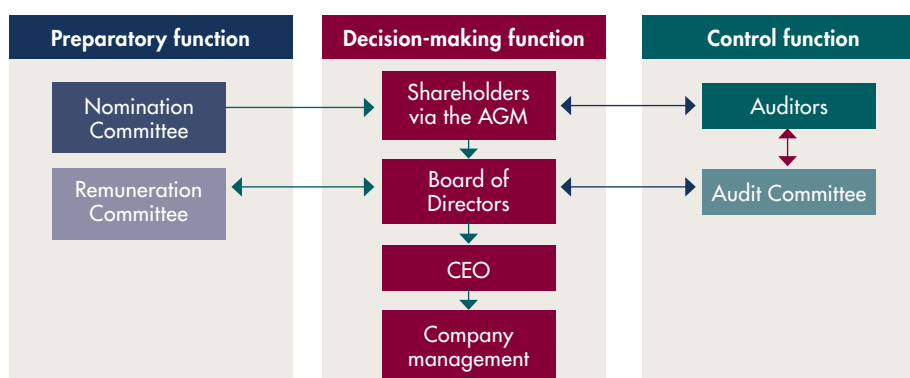 Preparatory function
Decision-making function
Control function
Nomination
Committee
Shareholders
via the AGM
Auditors
Remuneration
Committee
Board of
Directors
Audit Committee
CEO
Company
management